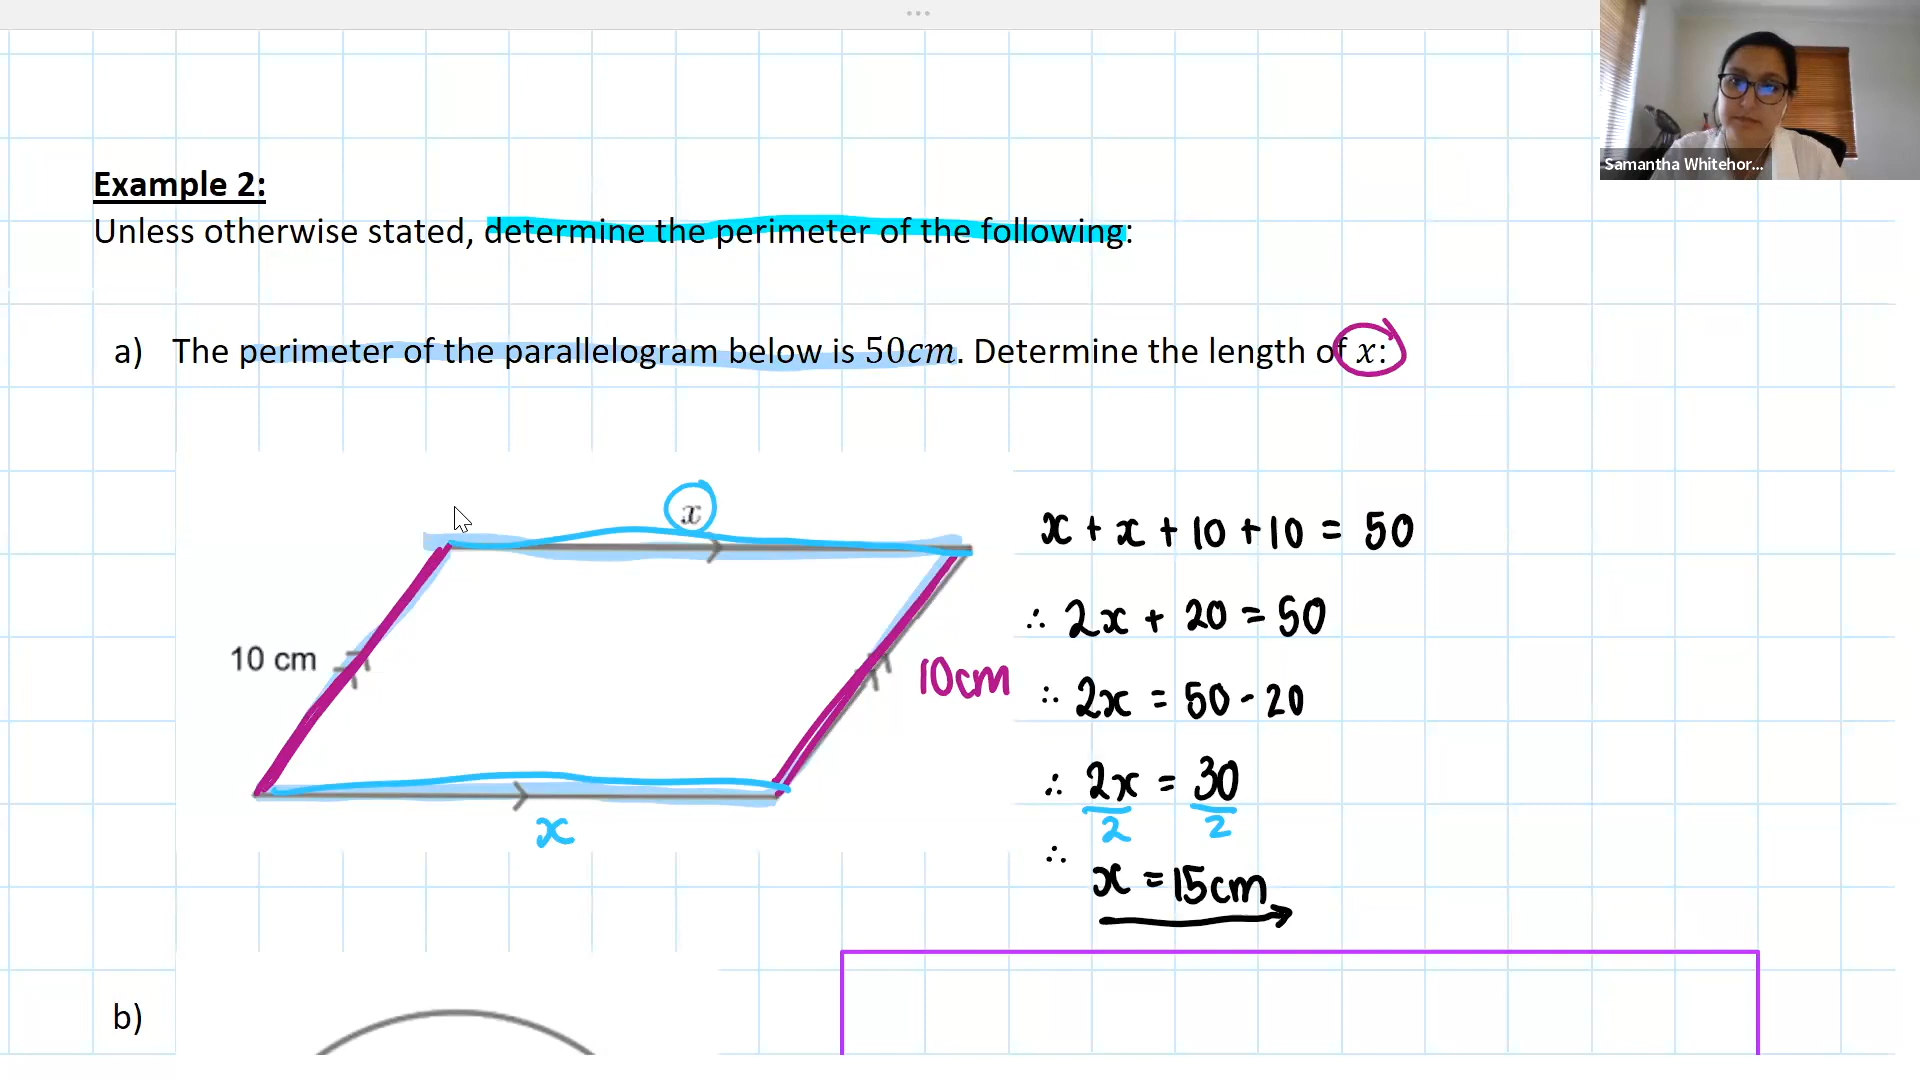 Samantha Whitehor...
Example 2:
Unless otherwise stated, determine the perimeter of the following:
a) The perimeter of the parallelogram below is 50cm. Determine the length of x:
x
10 cm
10cm
x
x + x + 10 + 10 = 50
∴ 2x + 20 = 50
∴ 2x = 50 - 20
∴ 2x = 30
2 2
∴
x = 15cm
b)